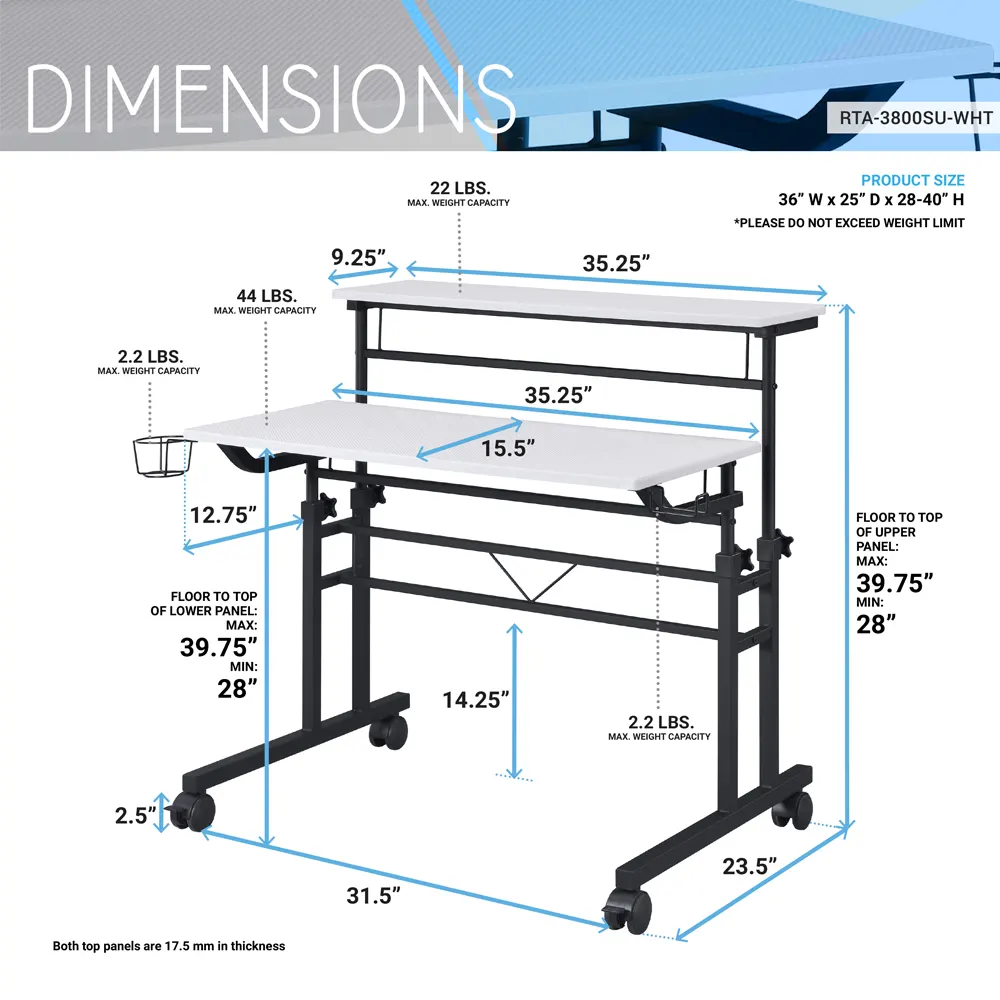 DIMENSIONS
RTA-3800SU-WHT
PRODUCT SIZE
36” W x 25” D x 28-40” H
*PLEASE DO NOT EXCEED WEIGHT LIMIT
22 LBS.
MAX. WEIGHT CAPACITY
9.25”
35.25”
44 LBS.
MAX. WEIGHT CAPACITY
2.2 LBS.
MAX. WEIGHT CAPACITY
35.25”
15.5”
12.75”
FLOOR TO TOP
OF UPPER
PANEL:
MAX:
39.75”
MIN:
28”
FLOOR TO TOP
OF LOWER PANEL:
MAX:
39.75”
MIN:
28”
14.25”
2.2 LBS.
MAX. WEIGHT CAPACITY
2.5”
31.5”
23.5”
Both top panels are 17.5 mm in thickness